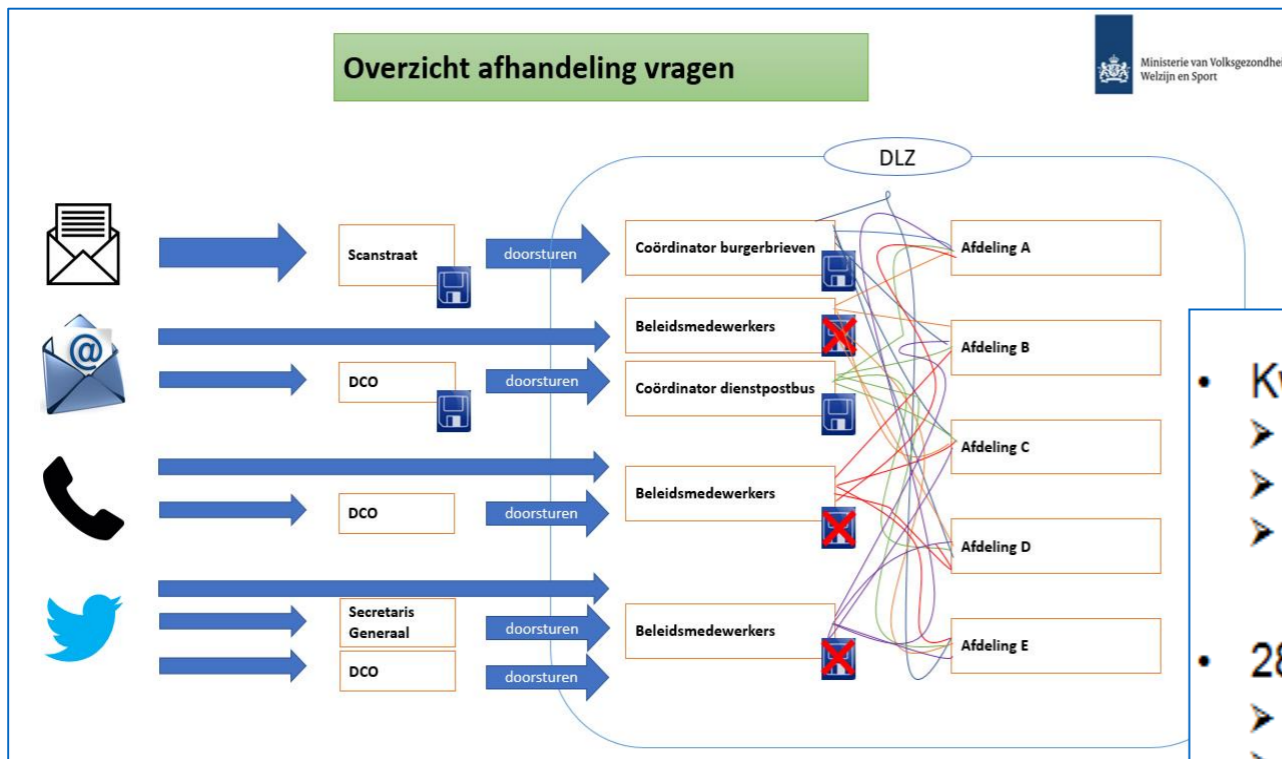 Overzicht afhandeling vragen
Ministerie van Volksgezondhei
Welzijn en Sport
DLZ
Scanstraat
doorsturen
Coördinator burgerbrieven
Afdeling A
@
Beleidsmedewerkers
Afdeling B
DCO
doorsturen
Coördinator dienstpostbus
Afdeling C
Beleidsmedewerkers
DCO
doorsturen
Afdeling D
Secretaris
Generaal
doorsturen
Beleidsmedewerkers
Afdeling E
DCO
doorsturen
• Kv
➤
➤
➤
• 28
➤